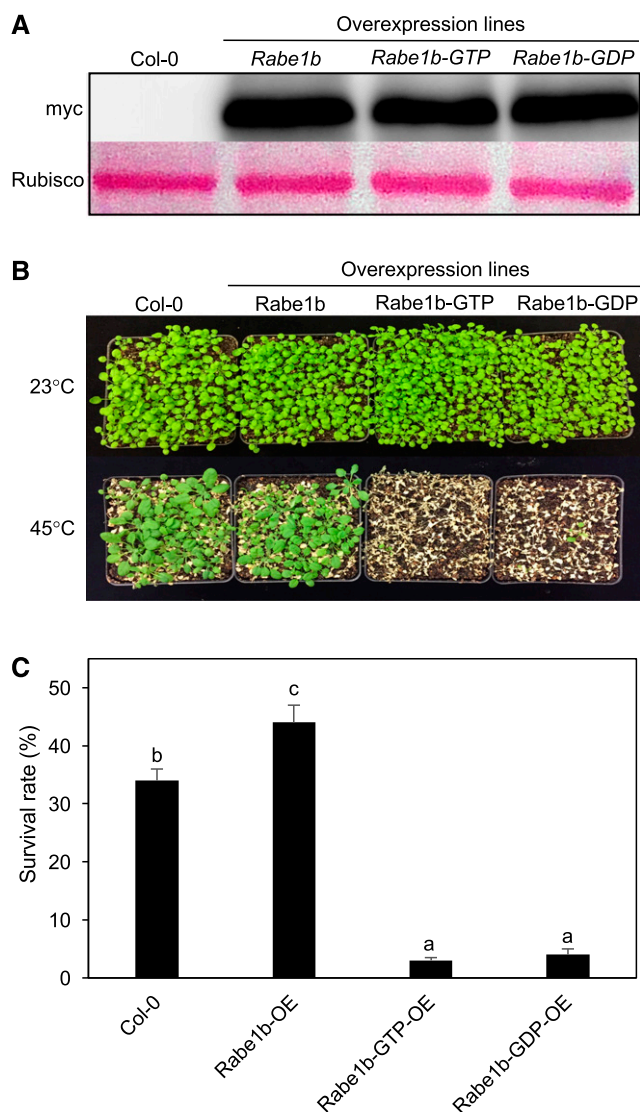 A
Overexpression lines
Col-0 Rabe1b Rabe1b-GTP Rabe1b-GDP
myc
Rubisco
B
Overexpression lines
Col-0 Rabe1b Rabe1b-GTP Rabe1b-GDP
23°C
45°C
C
Survival rate (%)
50
40
30
20
10
0
b
c
a
a
Col-0
Rabe1b-OE
Rabe1b-GTP-OE
Rabe1b-GDP-OE